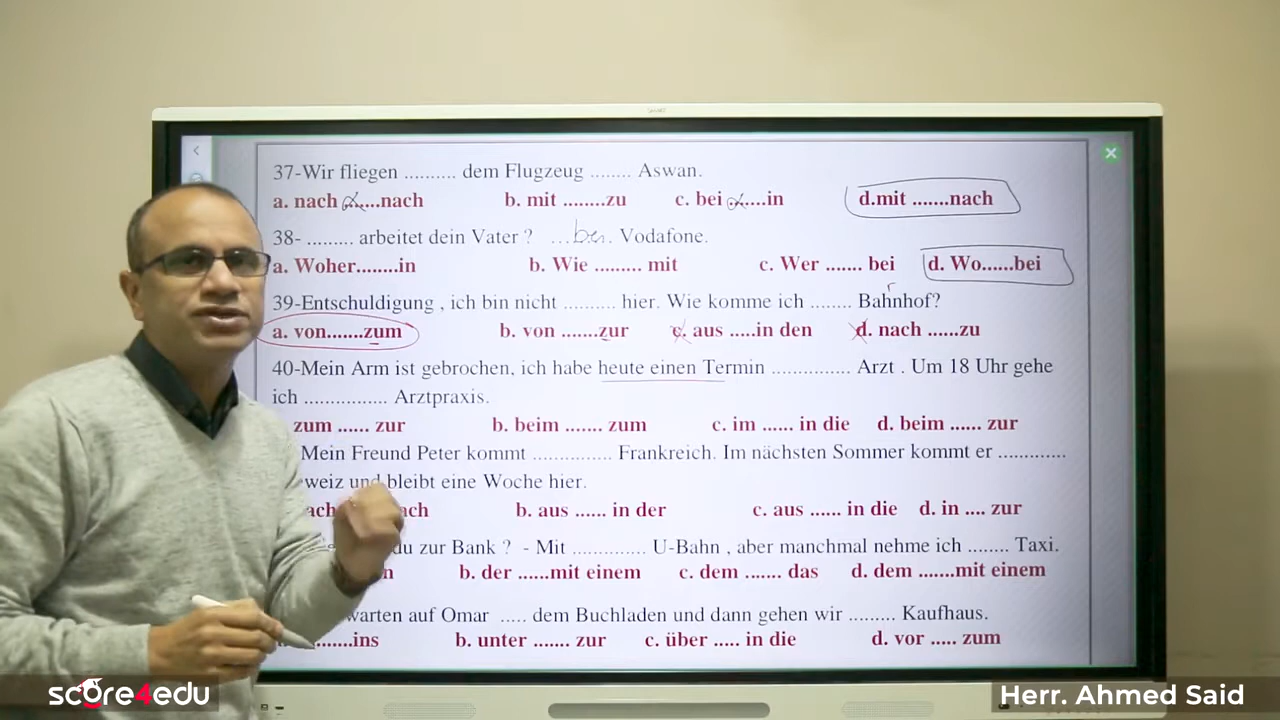 37-Wir fliegen .......... dem Flugzeug ........ Aswan.
a. nach ........nach b. mit ........zu c. bei ........in d.mit .......nach
38- ......... arbeitet dein Vater ? ...bei. Vodafone.
a. Woher........in b. Wie ......... mit c. Wer ....... bei d. Wo......bei
39-Entschuldigung , ich bin nicht .......... hier. Wie komme ich ........ Bahnhof?
r
a. von.......zum b. von .......zur c. aus .....in den d. nach ......zu
40-Mein Arm ist gebrochen, ich habe heute einen Termin ............... Arzt . Um 18 Uhr gehe
ich ................ Arztpraxis.
zum ...... zur b. beim ....... zum c. im ...... in die d. beim ...... zur
Mein Freund Peter kommt ............... Frankreich. Im nächsten Sommer kommt er .............
weiz und bleibt eine Woche hier.
b. aus ...... in der c. aus ...... in die d. in .... zur
du zur Bank ? - Mit .............. U-Bahn , aber manchmal nehme ich ........ Taxi.
b. der .......mit einem c. dem ....... das d. dem .......mit einem
warten auf Omar ..... dem Buchladen und dann gehen wir ......... Kaufhaus.
.......ins b. unter ....... zur c. über ..... in die d. vor ..... zum
score4edu
Herr. Ahmed Said